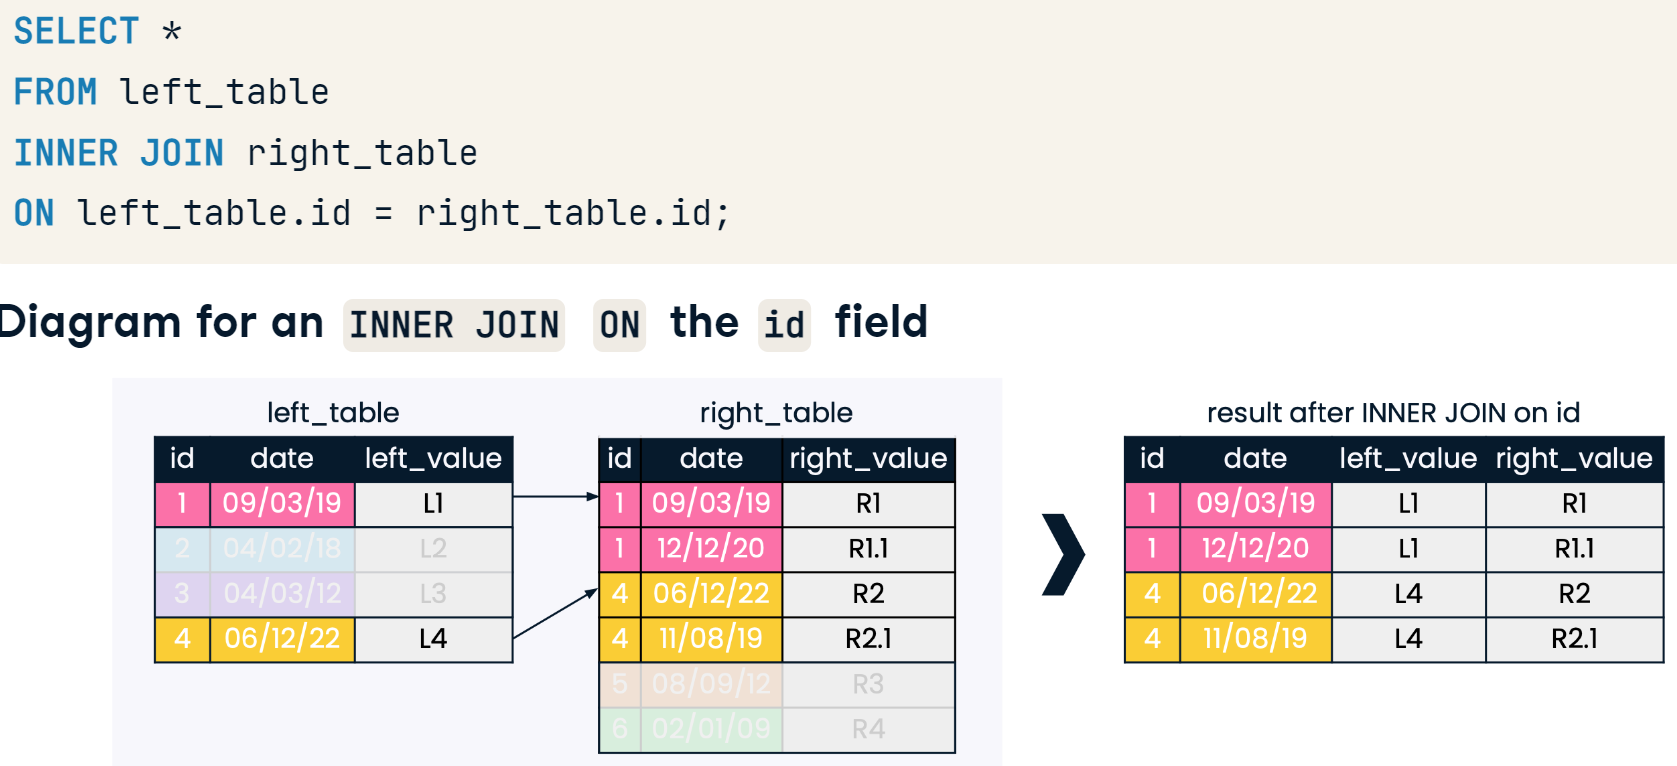 SELECT *
FROM left_table
INNER JOIN right_table
ON left_table.id = right_table.id;
Diagram for an INNER JOIN ON the id field
left_table
id date left_value
1 09/03/19 L1
2 04/02/18 L2
3 04/03/12 L3
4 06/12/22 L4
right_table
id date right_value
1 09/03/19 R1
1 12/12/20 R1.1
4 06/12/22 R2
4 11/08/19 R2.1
5 08/09/12 R3
6 02/01/09 R4
result after INNER JOIN on id
id date left_value right_value
1 09/03/19 L1 R1
1 12/12/20 L1 R1.1
4 06/12/22 L4 R2
4 11/08/19 L4 R2.1